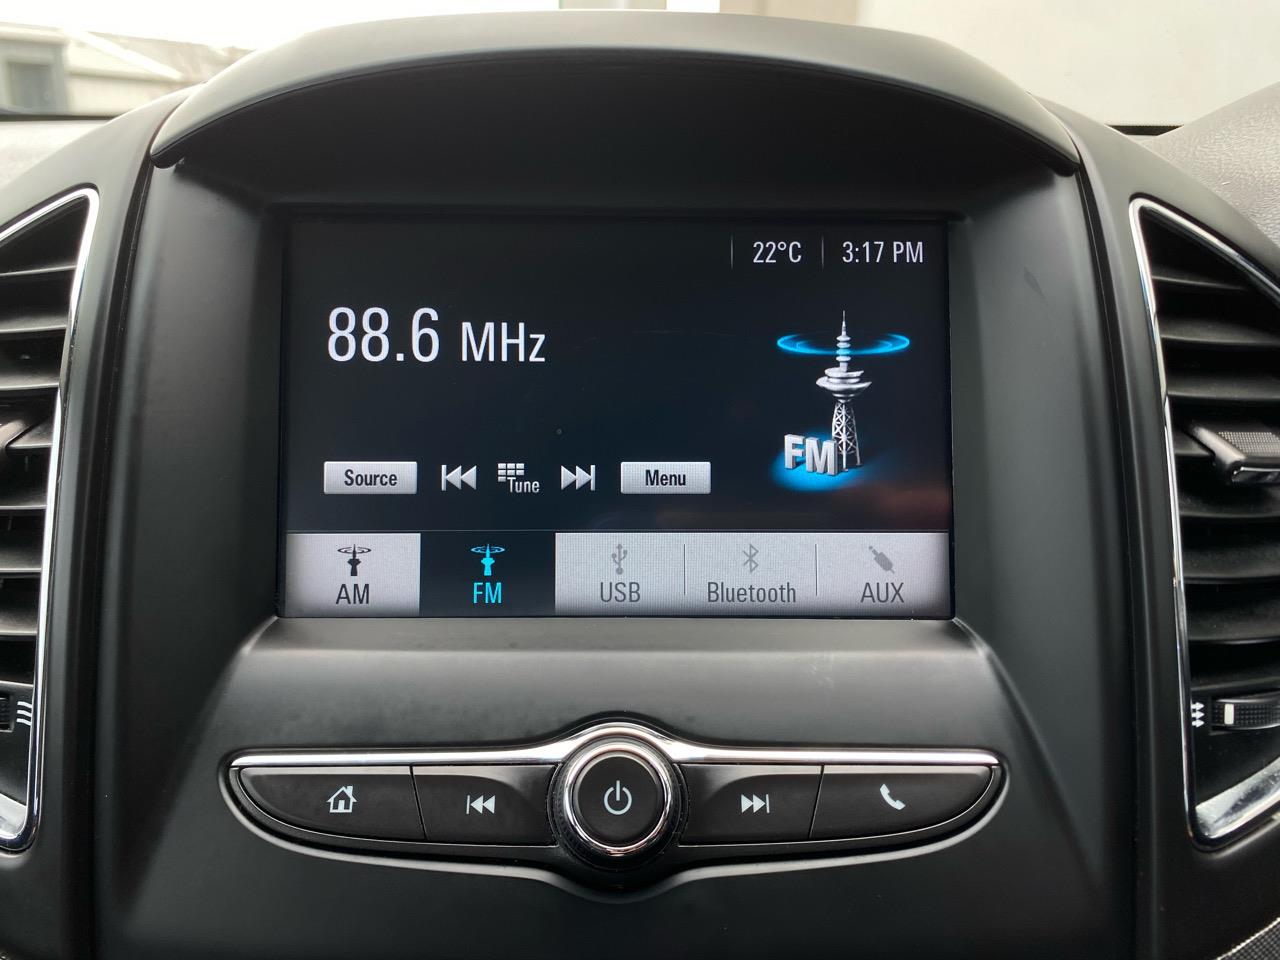 22°C 3:17 PM
88.6 MHz
FM
Source Tune Menu
AM FM USB Bluetooth AUX